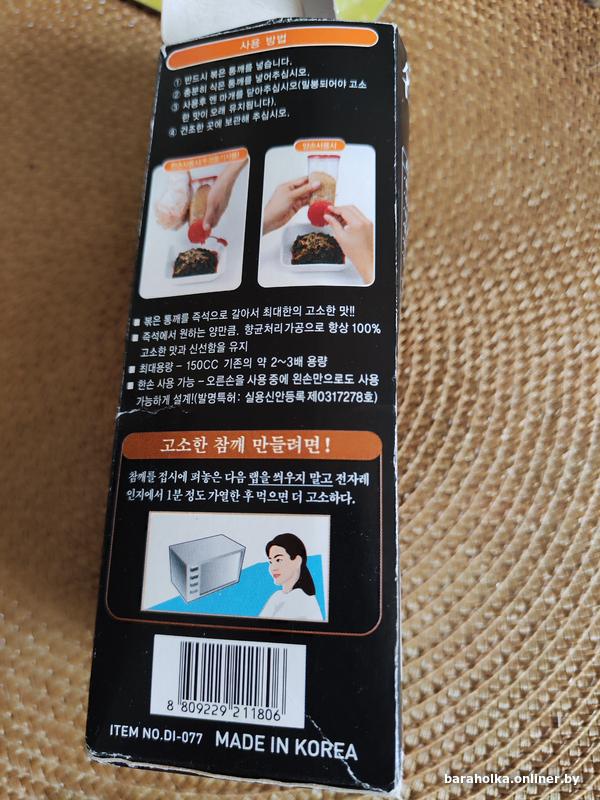 사용 방법
① 반드시 볶은 통깨를 넣습니다.
② 충분히 식은 통깨를 넣어주십시오.
③ 사용후 엔 마개를 닫아주십시오(밀봉되어야 고소
한 맛이 오래 유지됩니다).
④ 건조한 곳에 보관해 주십시오.
양손사용시
■ 볶은 통깨를 즉석으로 갈아서 최대한의 고소한 맛!!
■ 즉석에서 원하는 양만큼. 항균처리 가공으로 항상 100%
고소한 맛과 신선함을 유지
■ 최대용량 – 150CC 기존의 약 2~3배 용량
■ 한손 사용 가능 – 오른손을 사용 중에 왼손만으로도 사용
가능하게 설계!(발명특허 : 실용신안등록 제0317278호)
고소한 참깨 만들려면!
참깨를 접시에 펴놓은 다음 랩을 씌우지 말고 전자레
인지에서 1분 정도 가열한 후 먹으면 더 고소하다.
8 809229 211806
ITEM NO.DI-077 MADE IN KOREA
baraholka.onliner.by